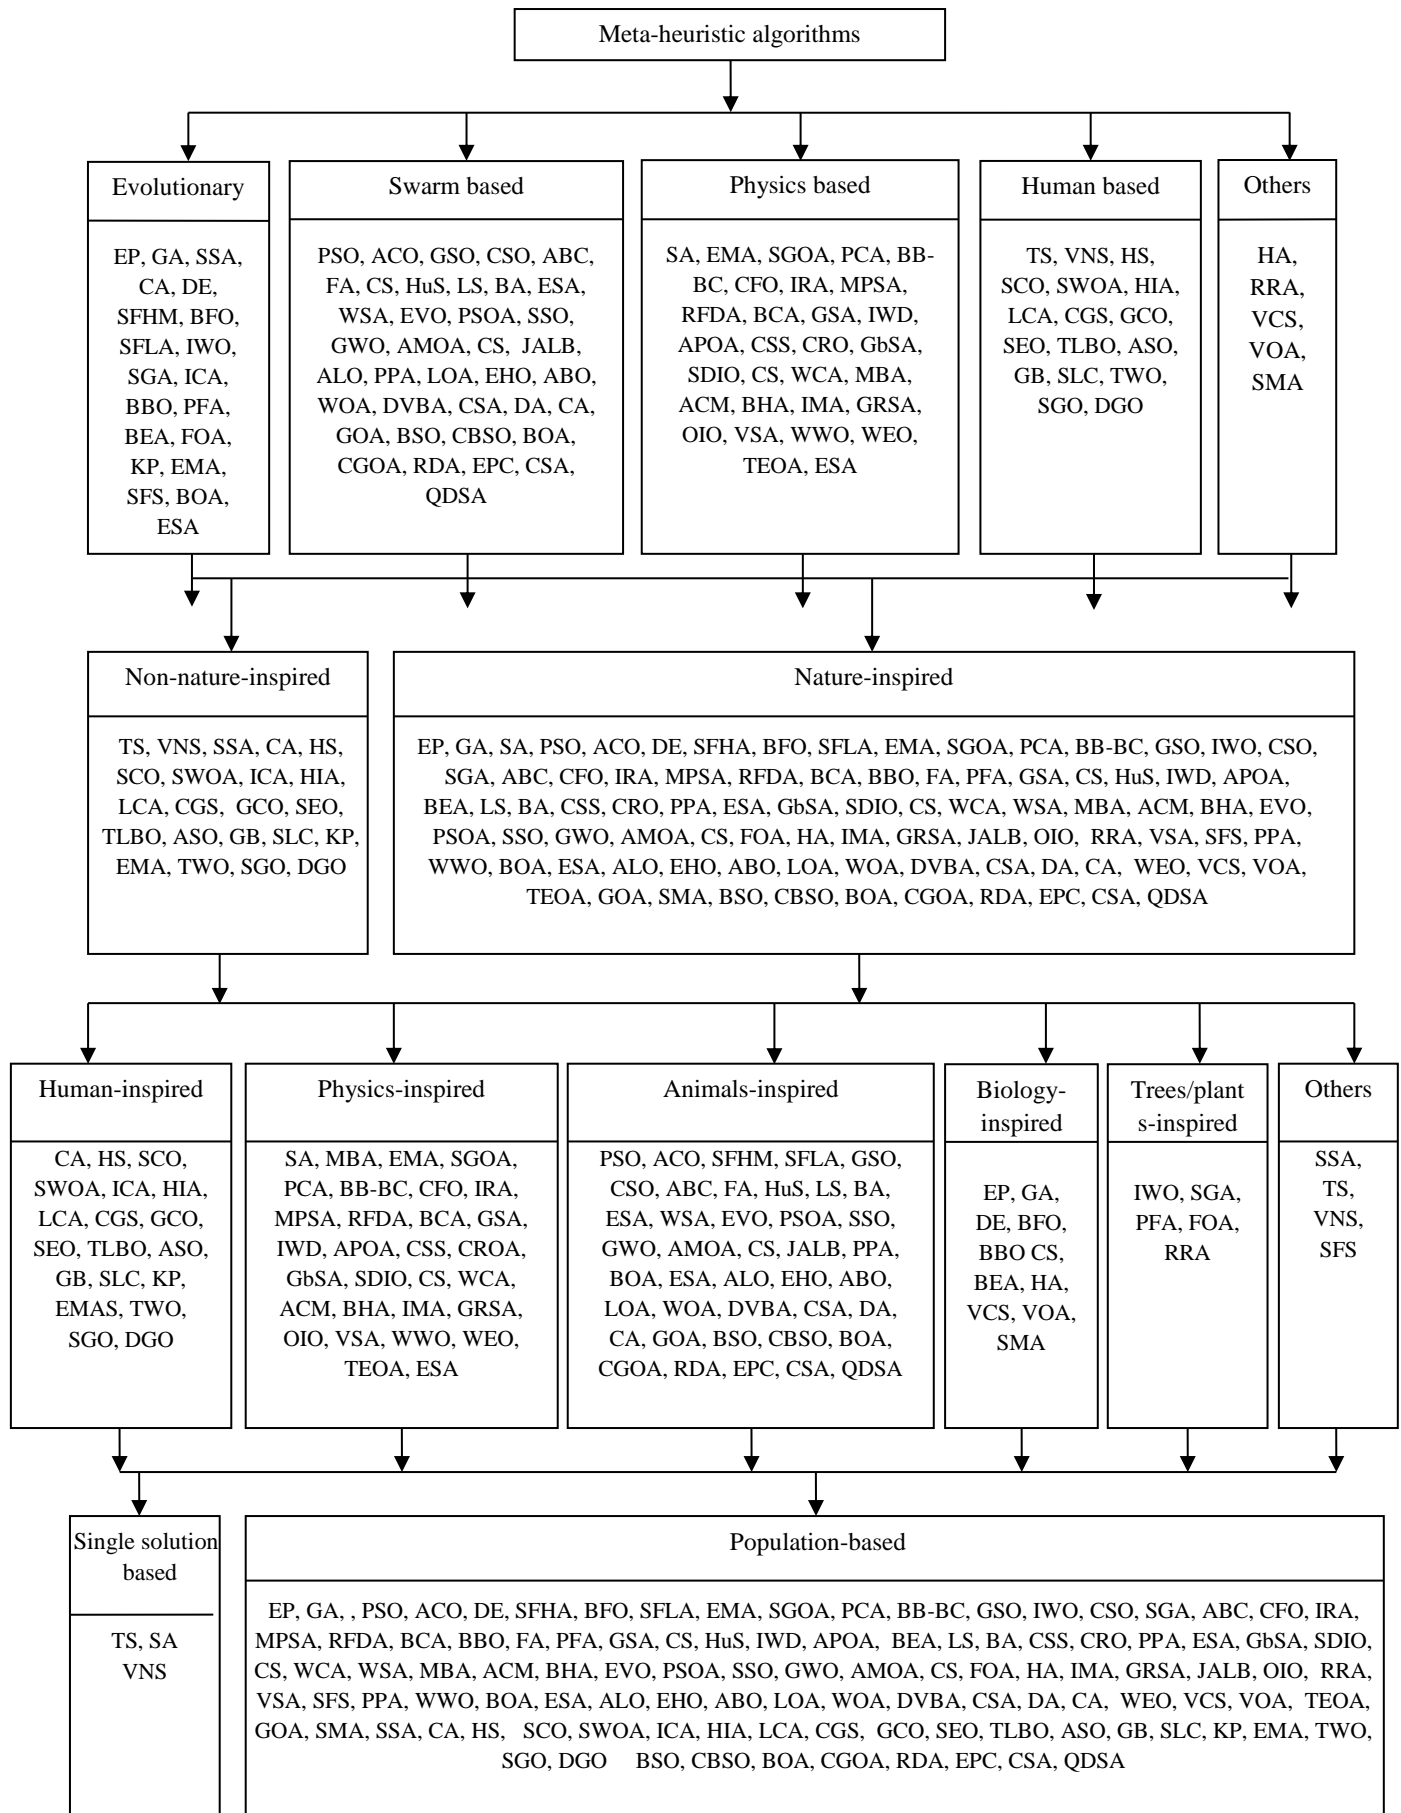 Meta-heuristic algorithms
Evolutionary
EP, GA, SSA,
CA, DE,
SFHM, BFO,
SFLA, IWO,
SGA, ICA,
BBO, PFA,
BEA, FOA,
KP, EMA,
SFS, BOA,
ESA
Swarm based
PSO, ACO, GSO, CSO, ABC,
FA, CS, HuS, LS, BA, ESA,
WSA, EVO, PSOA, SSO,
GWO, AMOA, CS, JALB,
ALO, PPA, LOA, EHO, ABO,
WOA, DVBA, CSA, DA, CA,
GOA, BSO, CBSO, BOA,
CGOA, RDA, EPC, CSA,
QDSA
Physics based
SA, EMA, SGOA, PCA, BB-
BC, CFO, IRA, MPSA,
RFDA, BCA, GSA, IWD,
APOA, CSS, CRO, GbSA,
SDIO, CS, WCA, MBA,
ACM, BHA, IMA, GRSA,
OIO, VSA, WWO, WEO,
TEOA, ESA
Human based
TS, VNS, HS,
SCO, SWOA, HIA,
LCA, CGS, GCO,
SEO, TLBO, ASO,
GB, SLC, TWO,
SGO, DGO
Others
HA,
RRA,
VCS,
VOA,
SMA
Non-nature-inspired
TS, VNS, SSA, CA, HS,
SCO, SWOA, ICA, HIA,
LCA, CGS, GCO, SEO,
TLBO, ASO, GB, SLC, KP,
EMA, TWO, SGO, DGO
Nature-inspired
EP, GA, SA, PSO, ACO, DE, SFHA, BFO, SFLA, EMA, SGOA, PCA, BB-BC, GSO, IWO, CSO,
SGA, ABC, CFO, IRA, MPSA, RFDA, BCA, BBO, FA, PFA, GSA, CS, HuS, IWD, APOA,
BEA, LS, BA, CSS, CRO, PPA, ESA, GbSA, SDIO, CS, WCA, WSA, MBA, ACM, BHA, EVO,
PSOA, SSO, GWO, AMOA, CS, FOA, HA, IMA, GRSA, JALB, OIO, RRA, VSA, SFS, PPA,
WWO, BOA, ESA, ALO, EHO, ABO, LOA, WOA, DVBA, CSA, DA, CA, WEO, VCS, VOA,
TEOA, GOA, SMA, BSO, CBSO, BOA, CGOA, RDA, EPC, CSA, QDSA
Human-inspired
CA, HS, SCO,
SWOA, ICA, HIA,
LCA, CGS, GCO,
SEO, TLBO, ASO,
GB, SLC, KP,
EMAS, TWO,
SGO, DGO
Physics-inspired
SA, MBA, EMA, SGOA,
PCA, BB-BC, CFO, IRA,
MPSA, RFDA, BCA, GSA,
IWD, APOA, CSS, CROA,
GbSA, SDIO, CS, WCA,
ACM, BHA, IMA, GRSA,
OIO, VSA, WWO, WEO,
TEOA, ESA
Animals-inspired
PSO, ACO, SFHM, SFLA, GSO,
CSO, ABC, FA, HuS, LS, BA,
ESA, WSA, EVO, PSOA, SSO,
GWO, AMOA, CS, JALB, PPA,
BOA, ESA, ALO, EHO, ABO,
LOA, WOA, DVBA, CSA, DA,
CA, GOA, BSO, CBSO, BOA,
CGOA, RDA, EPC, CSA, QDSA
Biology-
inspired
EP, GA,
DE, BFO,
BBO CS,
BEA, HA,
VCS, VOA,
SMA
Trees/plant
s-inspired
IWO, SGA,
PFA, FOA,
RRA
Others
SSA,
TS,
VNS,
SFS
Single solution
based
TS, SA
VNS
Population-based
EP, GA, , PSO, ACO, DE, SFHA, BFO, SFLA, EMA, SGOA, PCA, BB-BC, GSO, IWO, CSO, SGA, ABC, CFO, IRA,
MPSA, RFDA, BCA, BBO, FA, PFA, GSA, CS, HuS, IWD, APOA, BEA, LS, BA, CSS, CRO, PPA, ESA, GbSA, SDIO,
CS, WCA, WSA, MBA, ACM, BHA, EVO, PSOA, SSO, GWO, AMOA, CS, FOA, HA, IMA, GRSA, JALB, OIO, RRA,
VSA, SFS, PPA, WWO, BOA, ESA, ALO, EHO, ABO, LOA, WOA, DVBA, CSA, DA, CA, WEO, VCS, VOA, TEOA,
GOA, SMA, SSA, CA, HS, SCO, SWOA, ICA, HIA, LCA, CGS, GCO, SEO, TLBO, ASO, GB, SLC, KP, EMA, TWO,
SGO, DGO BSO, CBSO, BOA, CGOA, RDA, EPC, CSA, QDSA